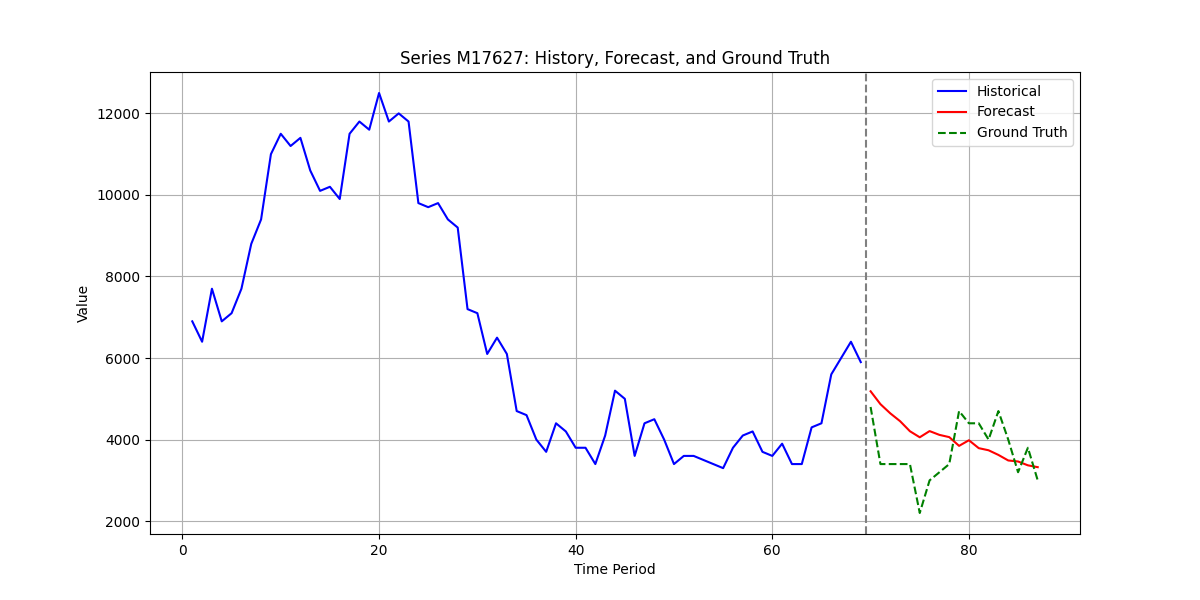 Series M17627: History, Forecast, and Ground Truth
Historical
Forecast
Ground Truth
12000
10000
8000
6000
4000
2000
Value
0 20 40 60 80
Time Period